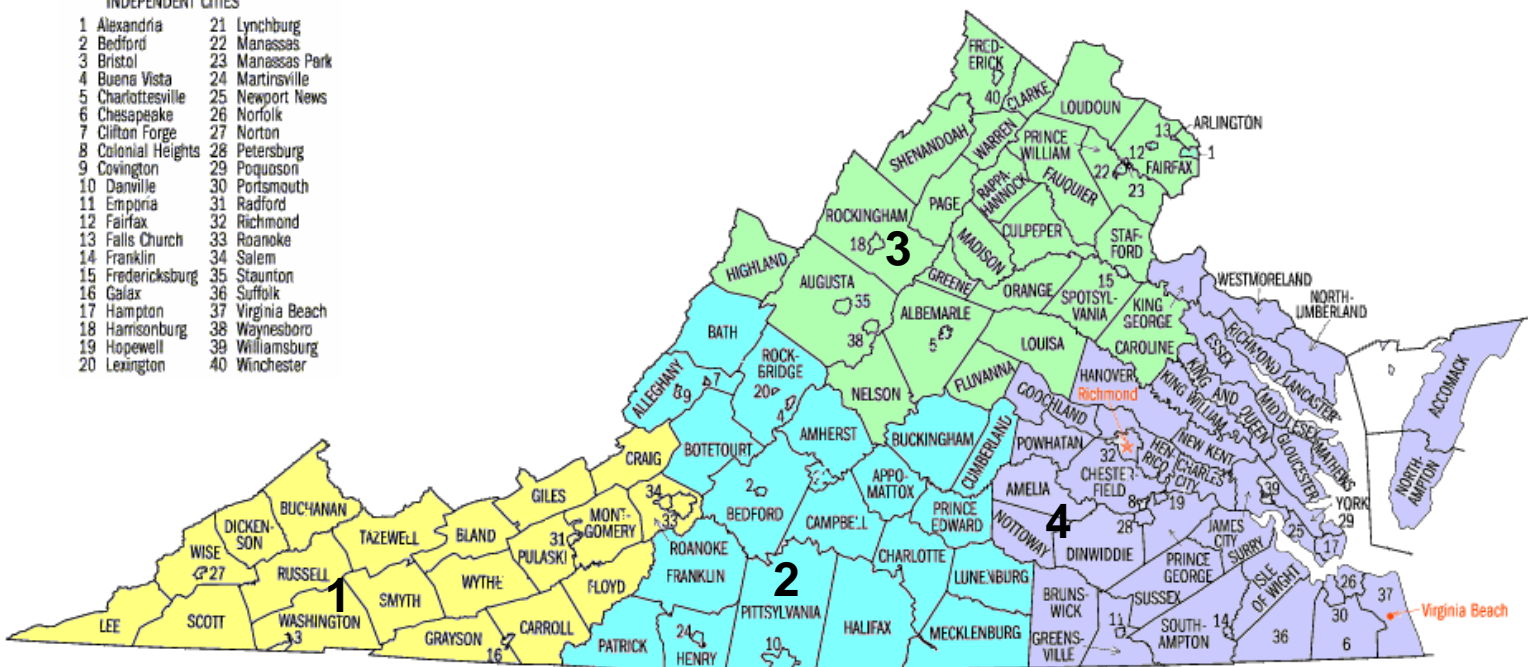 INDEPENDENT CITIES
1 Alexandria
2 Bedford
3 Bristol
4 Buena Vista
5 Charlottesville
6 Chesapeake
7 Clifton Forge
8 Colonial Heights
9 Covington
10 Danville
11 Emporia
12 Fairfax
13 Falls Church
14 Franklin
15 Fredericksburg
16 Galax
17 Hampton
18 Harrisonburg
19 Hopewell
20 Lexington
21 Lynchburg
22 Manassas
23 Manassas Park
24 Martinsville
25 Newport News
26 Norfolk
27 Norton
28 Petersburg
29 Poquoson
30 Portsmouth
31 Radford
32 Richmond
33 Roanoke
34 Salem
35 Staunton
36 Suffolk
37 Virginia Beach
38 Waynesboro
39 Williamsburg
40 Winchester
FRED-
ERICK
40
CLARKE
LOUDOUN
SHENANDOAH
WARREN
PRINCE
WILLIAM
13
ARLINGTON
12
1
FAIRFAX
22
23
FAUQUIER
RAPPA-
HANNOCK
PAGE
ROCKINGHAM
18
3
MADISON
CULPEPER
STAF-
FORD
HIGHLAND
AUGUSTA
35
38
GREENE
ORANGE
15
SPOTSYL-
VANIA
KING
GEORGE
CAROLINE
ALBEMARLE
5
LOUISA
FLUVANNA
NELSON
WESTMORELAND
NORTH-
UMBERLAND
RICHMOND
ESSEX
LANCASTER
KING AND QUEEN
KING WILLIAM
MIDDLESEX
MATHEWS
GLOUCESTER
ACCOMACK
NORTH-
AMPTON
BATH
ALLEGHANY
9
7
ROCK-
BRIDGE
20
4
HANOVER
Richmond
GOOCHLAND
POWHATAN
32
CHESTER-
FIELD
HEN-
RICO
NEW KENT
CHARLES
CITY
YORK
29
39
25
17
JAMES
CITY
SURRY
BOTETOURT
AMHERST
BUCKINGHAM
CUMBERLAND
APPO-
MATTOX
AMELIA
8
19
NOTTOWAY
4
28
DINWIDDIE
PRINCE
GEORGE
2
BEDFORD
CAMPBELL
PRINCE
EDWARD
CHARLOTTE
LUNENBURG
CRAIG
GILES
34
33
MONT-
GOMERY
31
PULASKI
ROANOKE
BUCHANAN
DICKEN-
SON
TAZEWELL
BLAND
WISE
27
RUSSELL
1
SMYTH
WYTHE
FLOYD
FRANKLIN
2
PITTSYLVANIA
10
HALIFAX
MECKLENBURG
BRUNS-
WICK
SUSSEX
ISLE
OF WIGHT
26
37
30
Virginia Beach
LEE
SCOTT
WASHINGTON
3
GRAYSON
16
CARROLL
PATRICK
24
HENRY
GREENS-
VILLE
11
SOUTH-
AMPTON
14
36
6